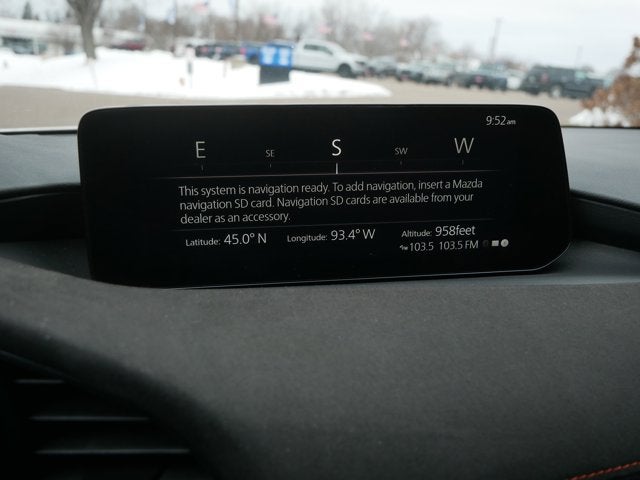 9:52am
E SE S SW W
This system is navigation ready. To add navigation, insert a Mazda
navigation SD card. Navigation SD cards are available from your
dealer as an accessory.
Latitude: 45.0° N Longitude: 93.4° W Altitude: 958feet
103.5 103.5 FM